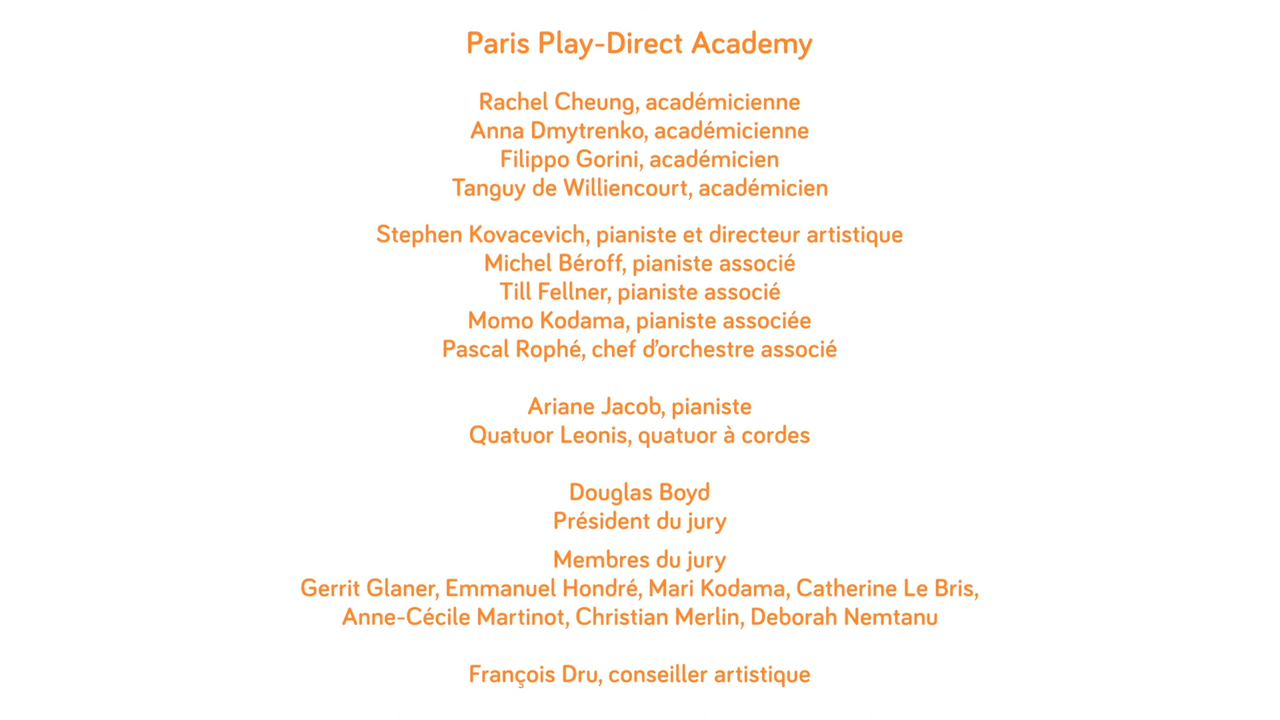 Paris Play-Direct Academy
Rachel Cheung, académicienne
Anna Dmytrenko, académicienne
Filippo Gorini, académicien
Tanguy de Williencourt, académicien
Stephen Kovacevich, pianiste et directeur artistique
Michel Béroff, pianiste associé
Till Fellner, pianiste associé
Momo Kodama, pianiste associée
Pascal Rophé, chef d’orchestre associé
Ariane Jacob, pianiste
Quatuor Leonis, quatuor à cordes
Douglas Boyd
Président du jury
Membres du jury
Gerrit Glaner, Emmanuel Hondré, Mari Kodama, Catherine Le Bris,
Anne-Cécile Martinot, Christian Merlin, Deborah Nemtanu
François Dru, conseiller artistique